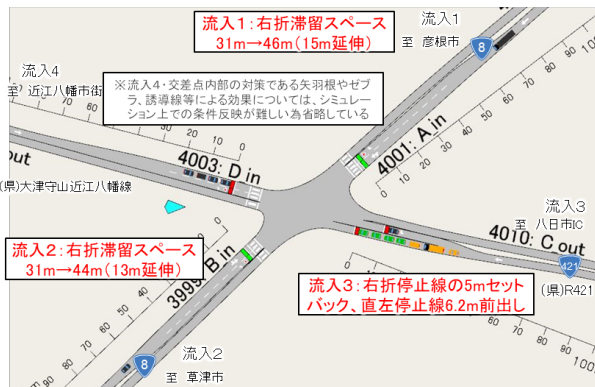 流入1：右折滞留スペース
31m→46m(15m延伸)
流入1
至 彦根市
8
流入4
至 近江八幡市街
※流入4・交差点内部の対策である矢羽根やゼブ
ラ、誘導線等による効果については、シミュレー
ション上での条件反映が難しい為省略している
4003: D in
4001: A in
out
(県)大津守山近江八幡線
流入3
至 八日市IC
4010: C out
421
(県)R421
流入2：右折滞留スペース
31m→44m(13m延伸)
3999: B in
流入3：右折停止線の5mセット
バック、直左停止線6.2m前出し
8
流入2
至 草津市